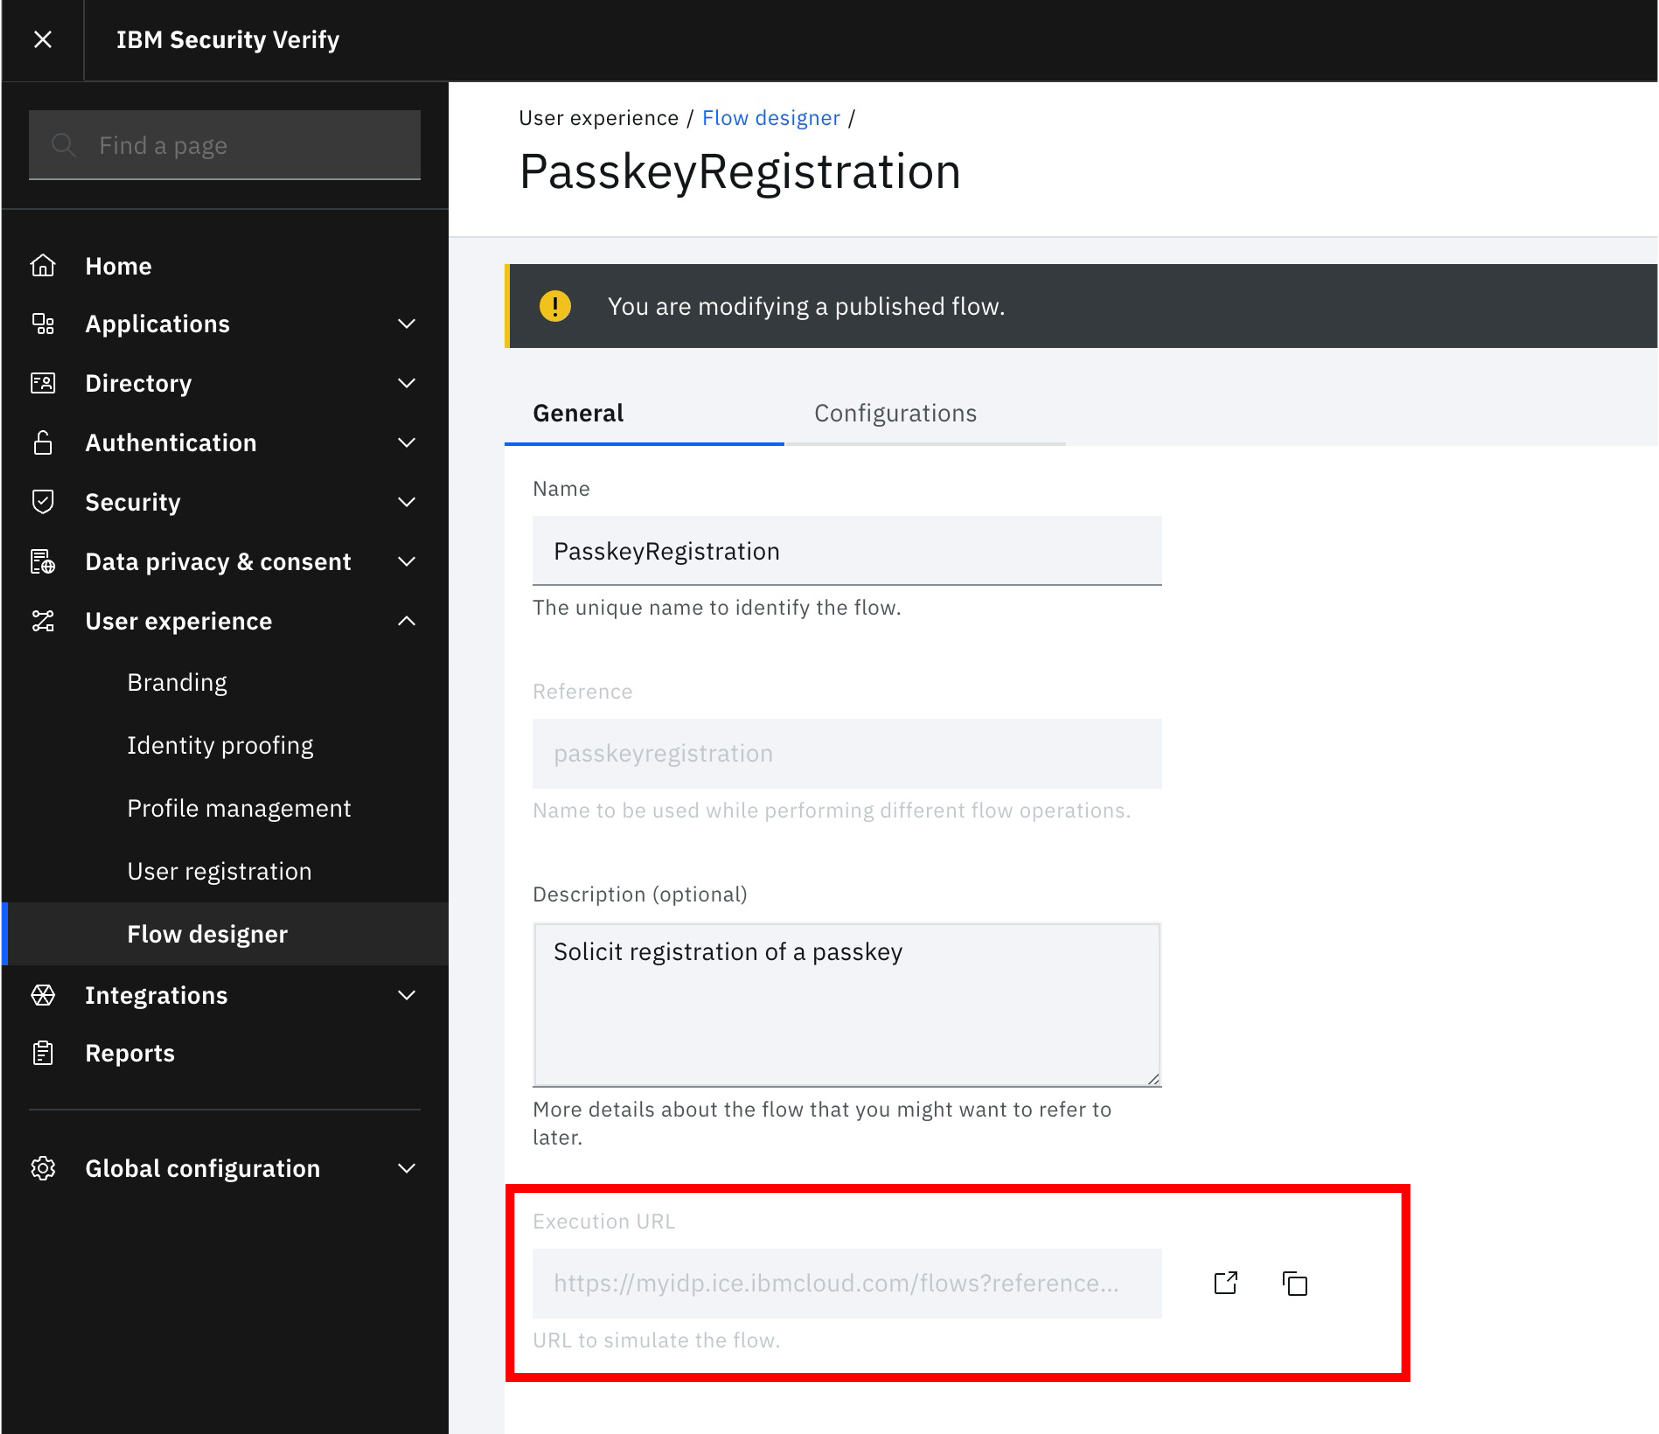 IBM Security Verify
Find a page
Home
Applications
Directory
Authentication
Security
Data privacy & consent
User experience
Branding
Identity proofing
Profile management
User registration
Flow designer
Integrations
Reports
Global configuration
User experience / Flow designer /
PasskeyRegistration
You are modifying a published flow.
General
Configurations
Name
PasskeyRegistration
The unique name to identify the flow.
Reference
passkeyregistration
Name to be used while performing different flow operations.
Description (optional)
Solicit registration of a passkey
More details about the flow that you might want to refer to
later.
Execution URL
https://myidp.ice.ibmcloud.com/flows?reference...
URL to simulate the flow.